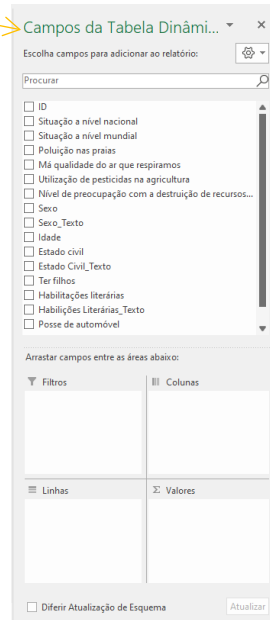 Campos da Tabela Dinâmi...
Escolha campos para adicionar ao relatório:
Procurar
ID
Situação a nível nacional
Situação a nível mundial
Poluição nas praias
Má qualidade do ar que respiramos
Utilização de pesticidas na agricultura
Nível de preocupação com a destruição de recursos...
Sexo
Sexo_Texto
Idade
Estado civil
Estado Civil_Texto
Ter filhos
Habilitações literárias
Habilições Literárias_Texto
Posse de automóvel
Arrastar campos entre as áreas abaixo:
Filtros
Colunas
Linhas
Σ Valores
Diferir Atualização de Esquema
Atualizar